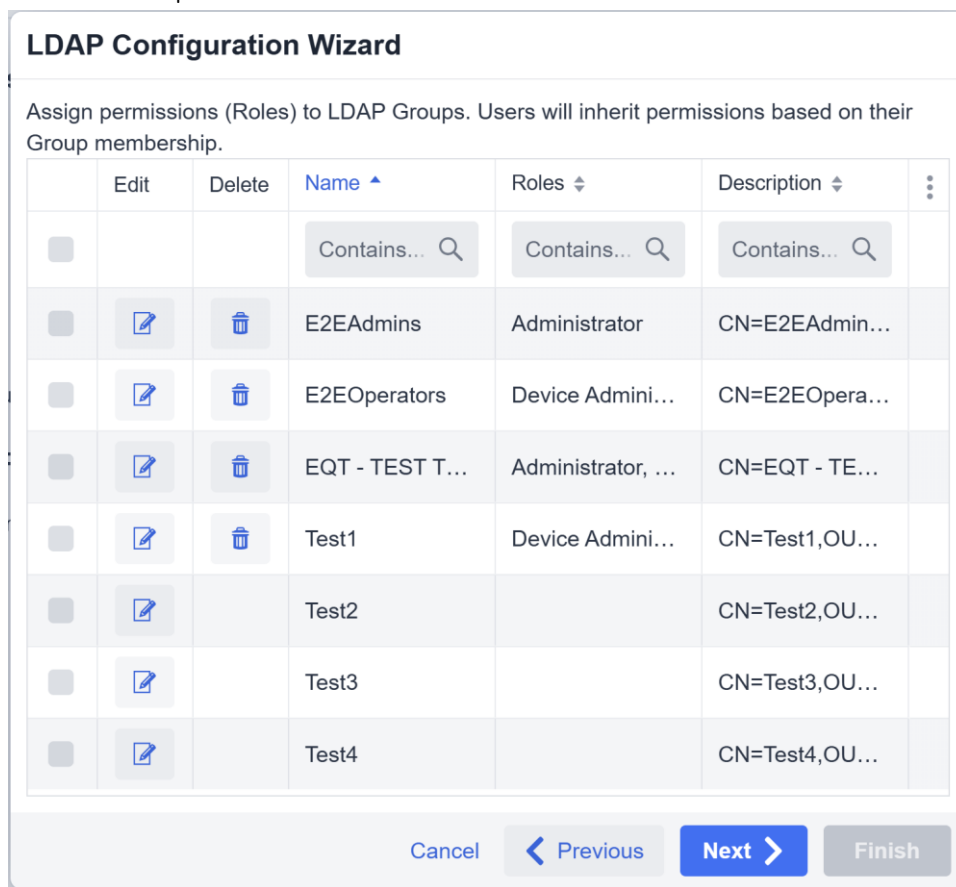 LDAP Configuration Wizard
Assign permissions (Roles) to LDAP Groups. Users will inherit permissions based on their
Group membership.
Edit Delete Name Roles Description
Contains... Contains... Contains...
E2EAdmins Administrator CN=E2EAdmin...
E2EOperators Device Admini... CN=E2EOpera...
EQT - TEST T... Administrator, ... CN=EQT - TE...
Test1 Device Admini... CN=Test1,OU...
Test2 CN=Test2,OU...
Test3 CN=Test3,OU...
Test4 CN=Test4,OU...
Cancel Previous Next Finish